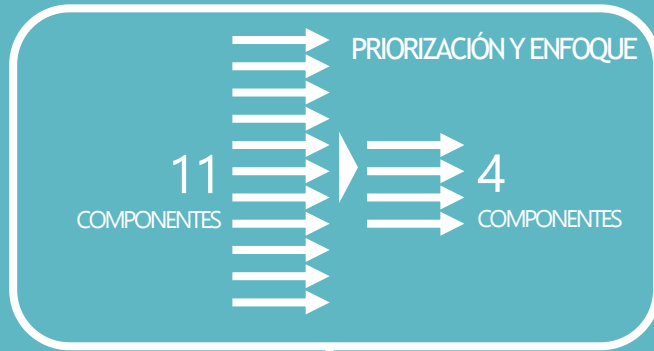 PRIORIZACIÓN Y ENFOQUE
11
COMPONENTES
4
COMPONENTES